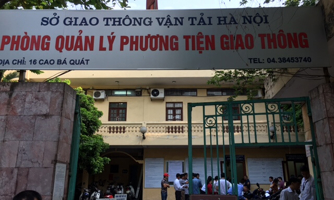 SỞ GIAO THÔNG VẬN TẢI HÀ NỘI
PHÒNG QUẢN LÝ PHƯƠNG TIỆN GIAO THÔNG
ĐỊA CHỈ: 16 CAO BÁ QUÁT TEL: 04.38453740